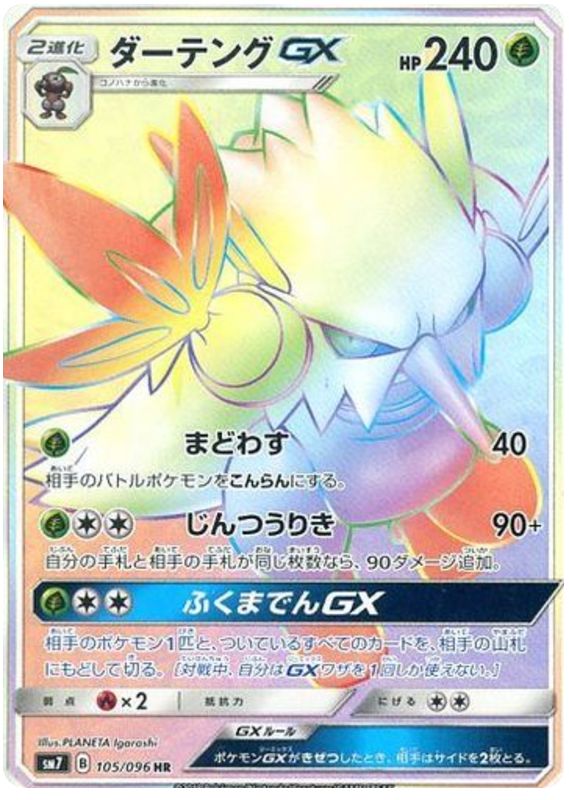 2進化 ダーテングGX HP240
コノハナから進化
まどわす 40
相手のバトルポケモンをこんらんにする。
じんつうりき 90+
自分の手札と相手の手札が同じ枚数なら、90ダメージ追加。
ふくまでんGX
相手のポケモン1匹と、ついているすべてのカードを、相手の山札
にもどして切る。[対戦中、自分はGXワザを1回しか使えない。]
弱点 ×2 抵抗力 にげる
Illus. PLANETA Igarashi
GXルール
SM7 B 105/096 HR
ポケモンGXがきぜつしたとき、相手はサイドを2枚とる。